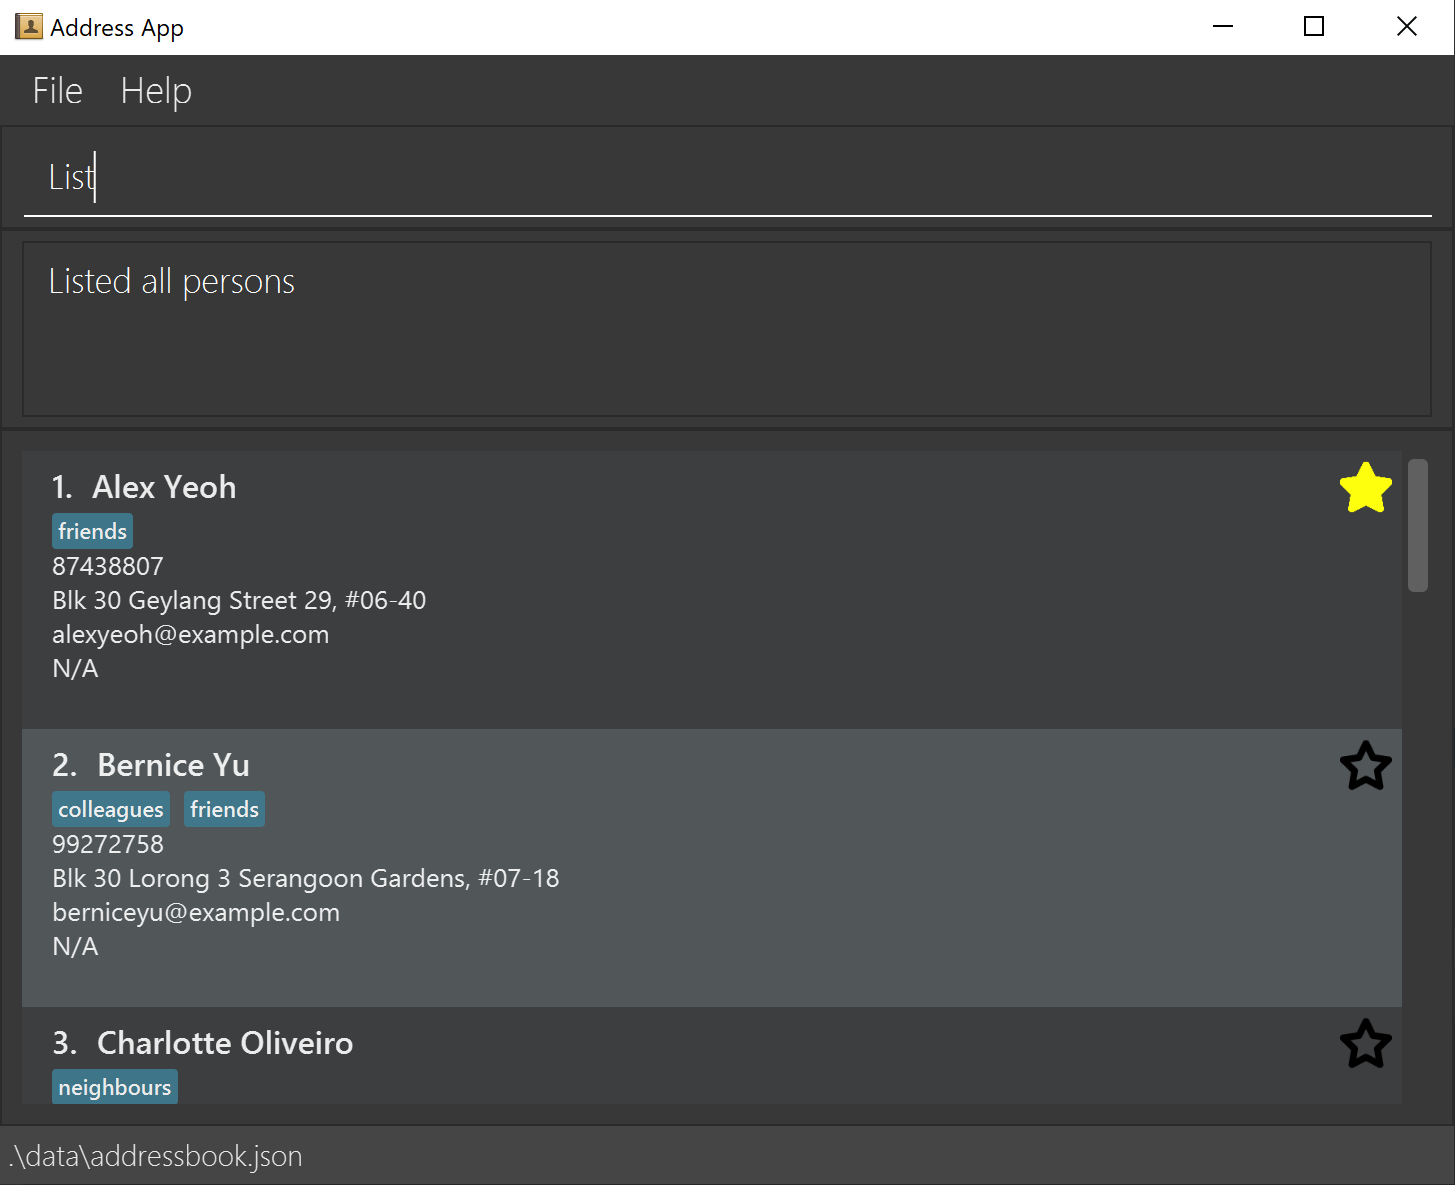 Address App
File Help
List
Listed all persons
1. Alex Yeoh
friends
87438807
Blk 30 Geylang Street 29, #06-40
alexyeoh@example.com
N/A
2. Bernice Yu
colleagues friends
99272758
Blk 30 Lorong 3 Serangoon Gardens, #07-18
berniceyu@example.com
N/A
3. Charlotte Oliveiro
neighbours
.\data\addressbook.json